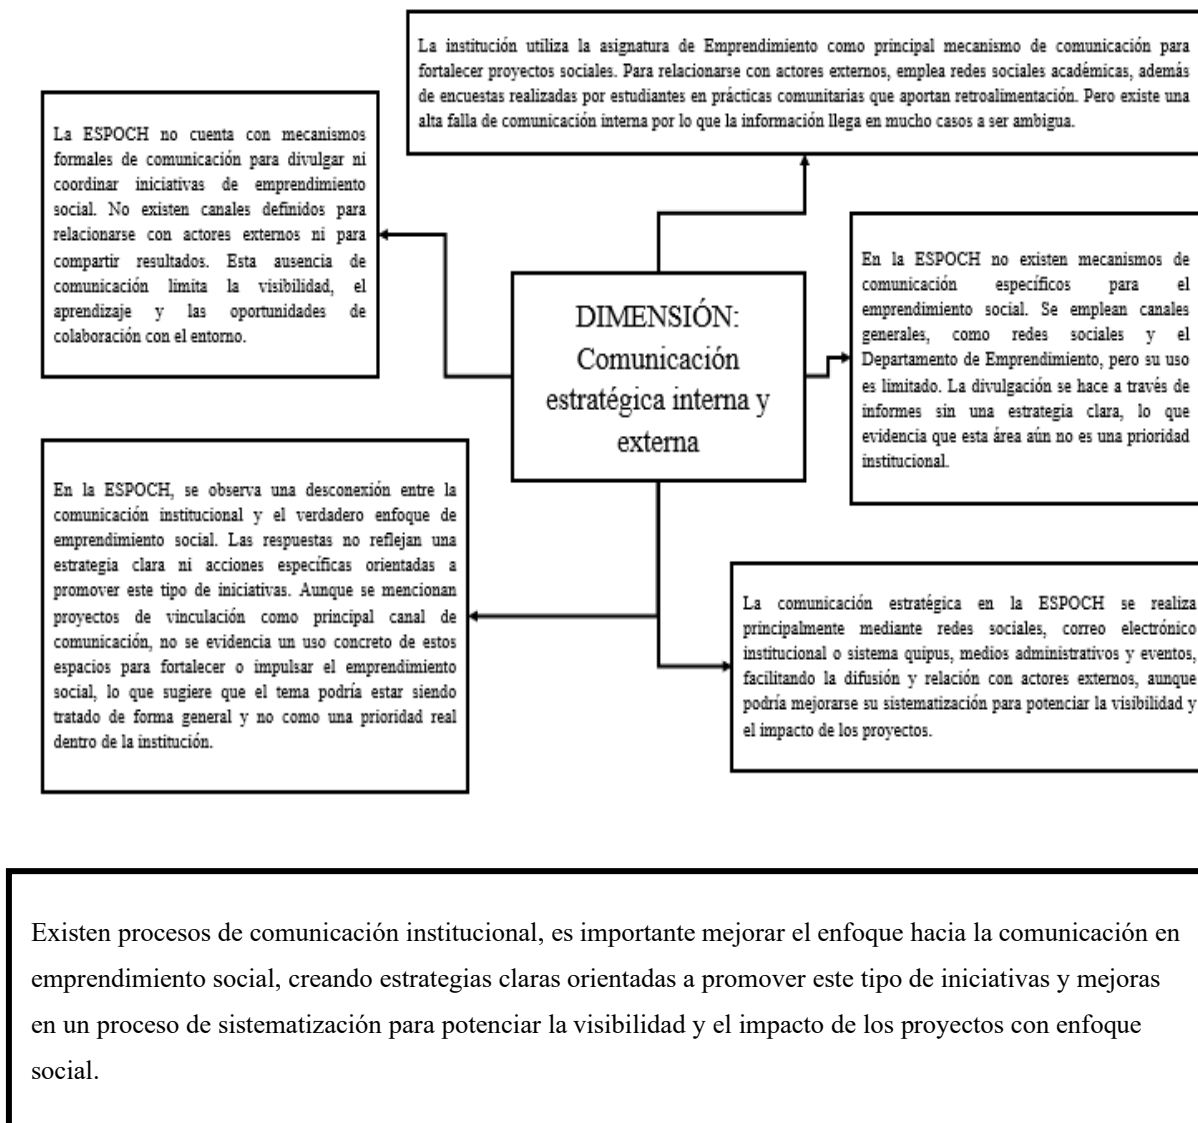 La institución utiliza la asignatura de Emprendimiento como principal mecanismo de comunicación para
fortalecer proyectos sociales. Para relacionarse con actores externos, emplea redes sociales académicas, además
de encuestas realizadas por estudiantes en prácticas comunitarias que aportan retroalimentación. Pero existe una
alta falla de comunicación interna por lo que la información llega en mucho casos a ser ambigua.
La ESPOCH no cuenta con mecanismos
formales de comunicación para divulgar ni
coordinar iniciativas de emprendimiento
social. No existen canales definidos para
relacionarse con actores externos ni para
compartir resultados. Esta ausencia de
comunicación limita la visibilidad, el
aprendizaje y las oportunidades de
colaboración con el entorno.
DIMENSIÓN:
Comunicación
estratégica interna y
externa
En la ESPOCH no existen mecanismos de
comunicación específicos para el
emprendimiento social. Se emplean canales
generales, como redes sociales y el
Departamento de Emprendimiento, pero su uso
es limitado. La divulgación se hace a través de
informes sin una estrategia clara, lo que
evidencia que esta área aún no es una prioridad
institucional.
En la ESPOCH, se observa una desconexión entre la
comunicación institucional y el verdadero enfoque de
emprendimiento social. Las respuestas no reflejan una
estrategia clara ni acciones específicas orientadas a
promover este tipo de iniciativas. Aunque se mencionan
proyectos de vinculación como principal canal de
comunicación, no se evidencia un uso concreto de estos
espacios para fortalecer o impulsar el emprendimiento
social, lo que sugiere que el tema podría estar siendo
tratado de forma general y no como una prioridad real
dentro de la institución.
La comunicación estratégica en la ESPOCH se realiza
principalmente mediante redes sociales, correo electrónico
institucional o sistema quipus, medios administrativos y eventos,
facilitando la difusión y relación con actores externos, aunque
podría mejorarse su sistematización para potenciar la visibilidad y
el impacto de los proyectos.
Existen procesos de comunicación institucional, es importante mejorar el enfoque hacia la comunicación en
emprendimiento social, creando estrategias claras orientadas a promover este tipo de iniciativas y mejoras
en un proceso de sistematización para potenciar la visibilidad y el impacto de los proyectos con enfoque
social.